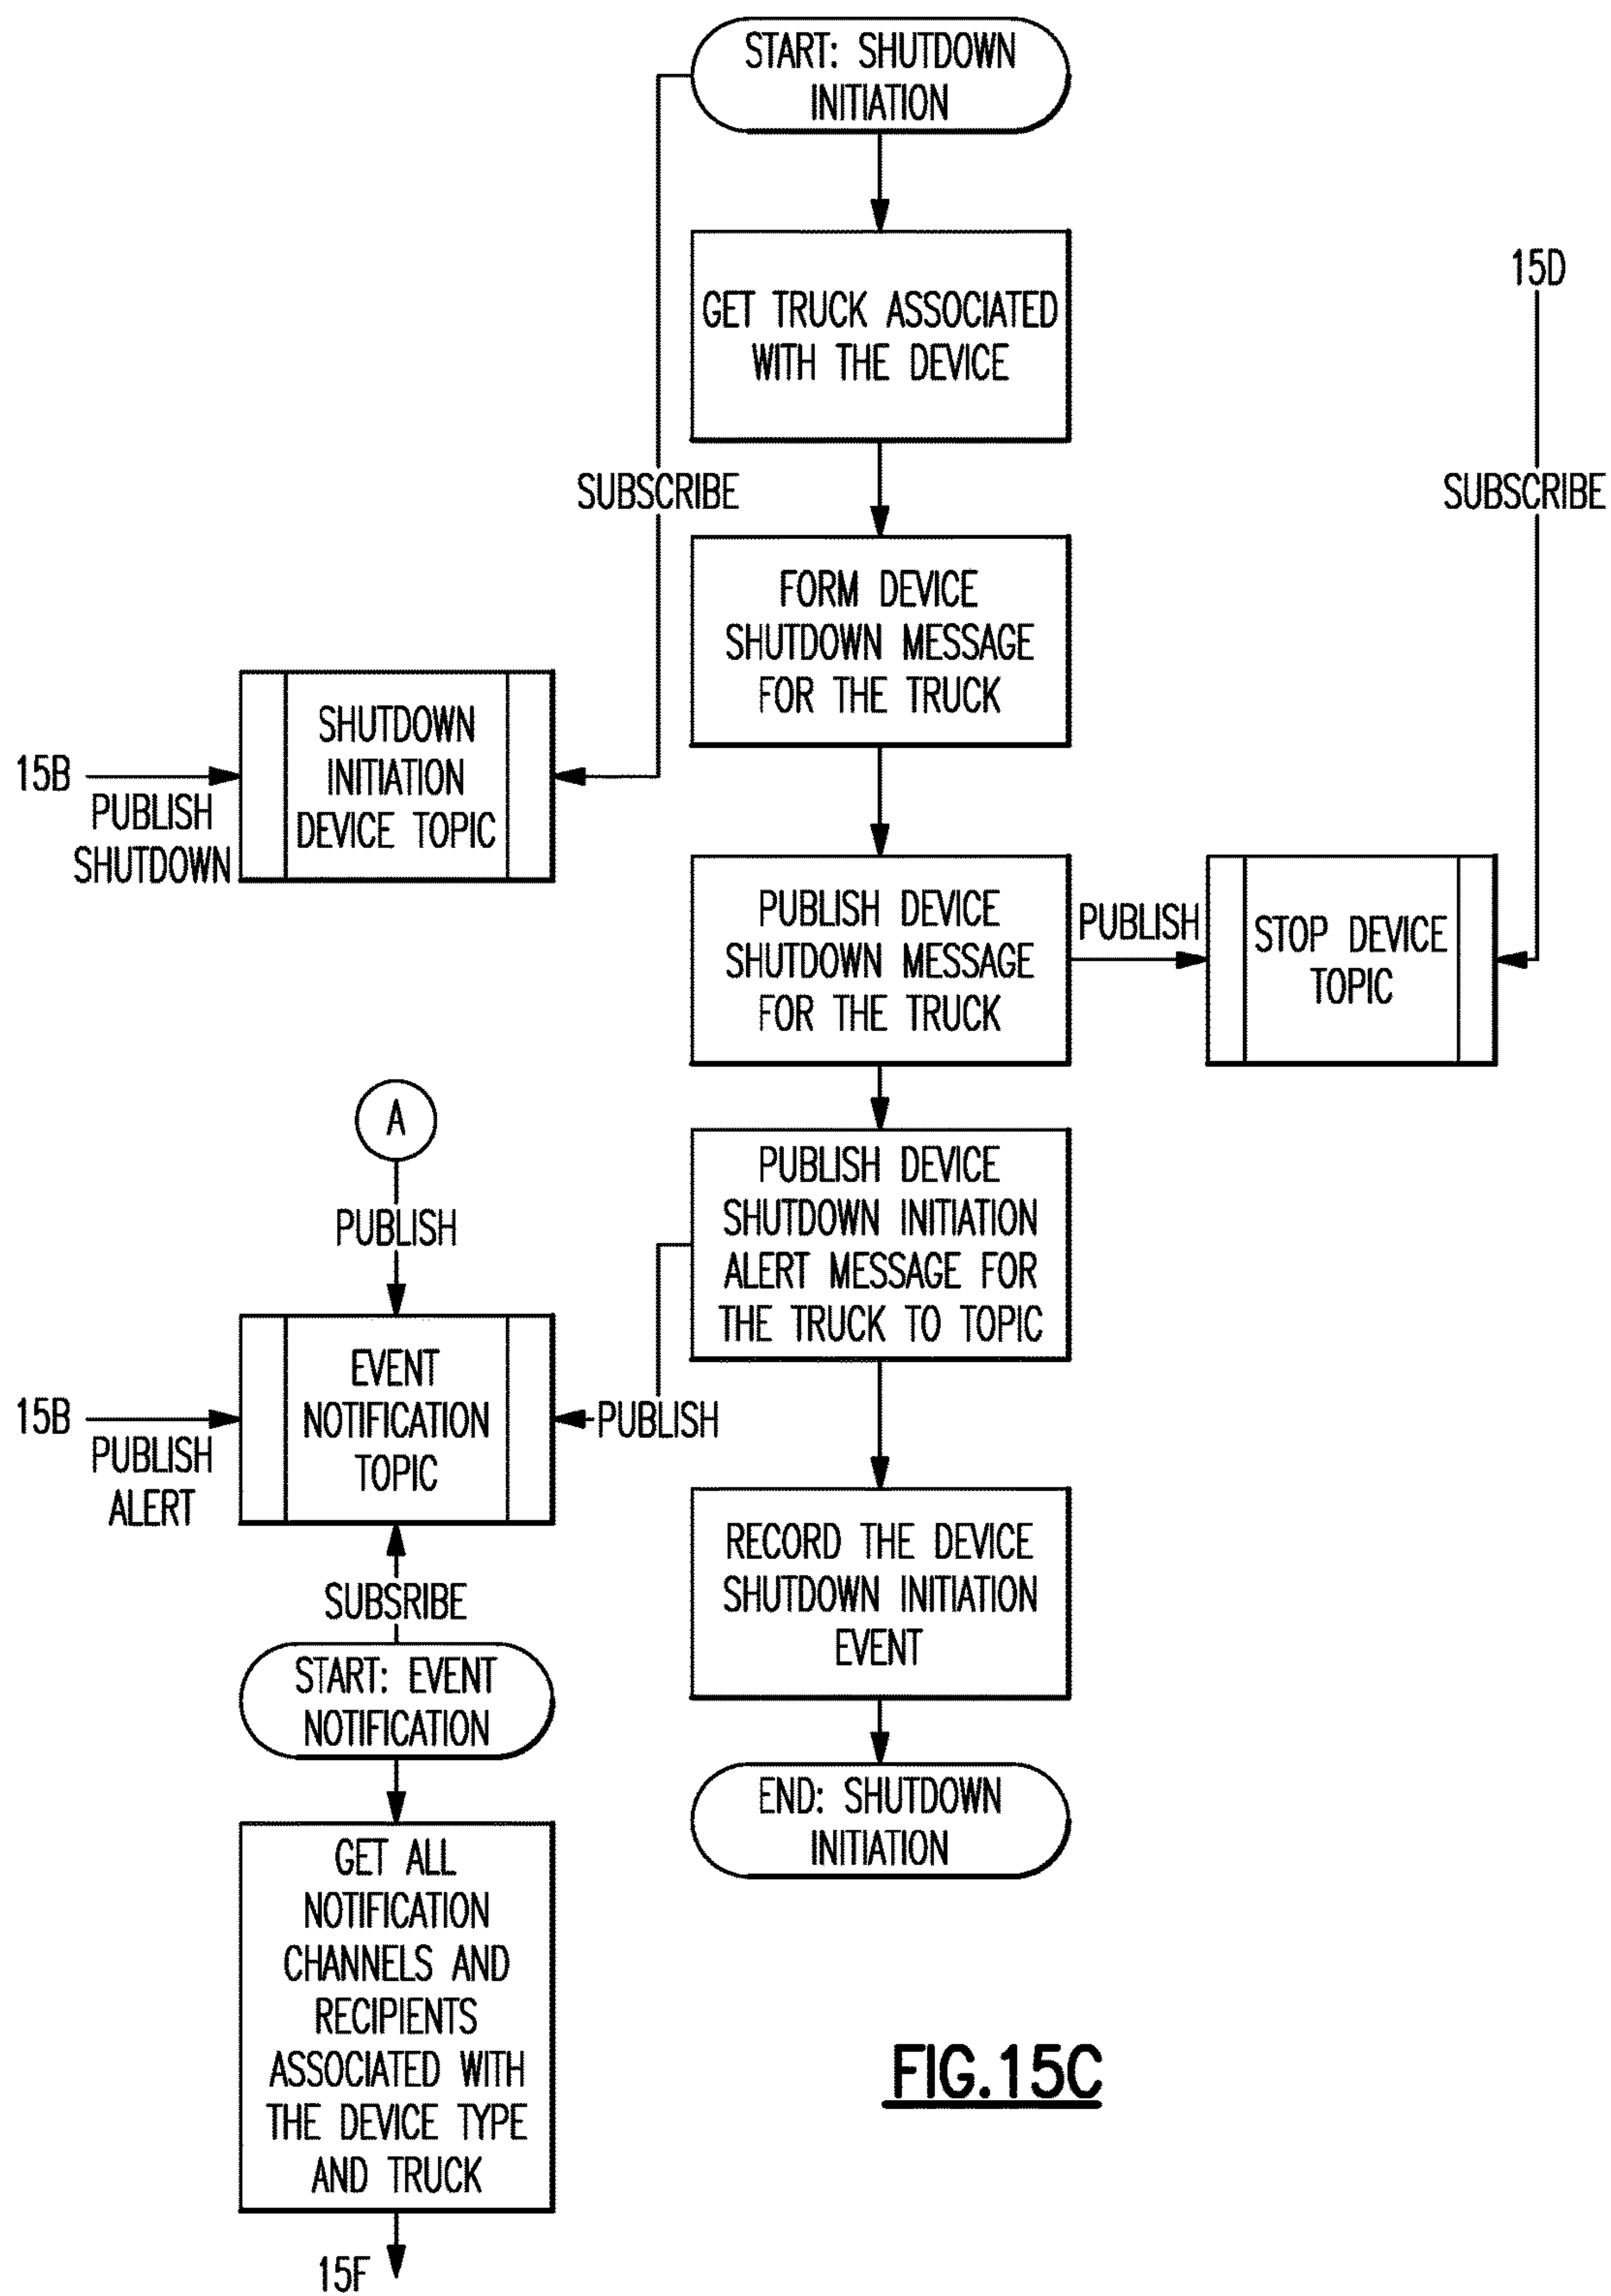 START: SHUTDOWN
INITIATION
GET TRUCK ASSOCIATED
WITH THE DEVICE
15D
SUBSCRIBE
SUBSCRIBE
FORM DEVICE
SHUTDOWN MESSAGE
FOR THE TRUCK
SHUTDOWN
INITIATION
DEVICE TOPIC
15B
PUBLISH
SHUTDOWN
PUBLISH DEVICE
SHUTDOWN MESSAGE
FOR THE TRUCK
PUBLISH
STOP DEVICE
TOPIC
A
PUBLISH
PUBLISH DEVICE
SHUTDOWN INITIATION
ALERT MESSAGE FOR
THE TRUCK TO TOPIC
EVENT
NOTIFICATION
TOPIC
15B
PUBLISH
ALERT
PUBLISH
RECORD THE DEVICE
SHUTDOWN INITIATION
EVENT
SUBSRIBE
START: EVENT
NOTIFICATION
END: SHUTDOWN
INITIATION
GET ALL
NOTIFICATION
CHANNELS AND
RECIPIENTS
ASSOCIATED WITH
THE DEVICE TYPE
AND TRUCK
15F
FIG.15C